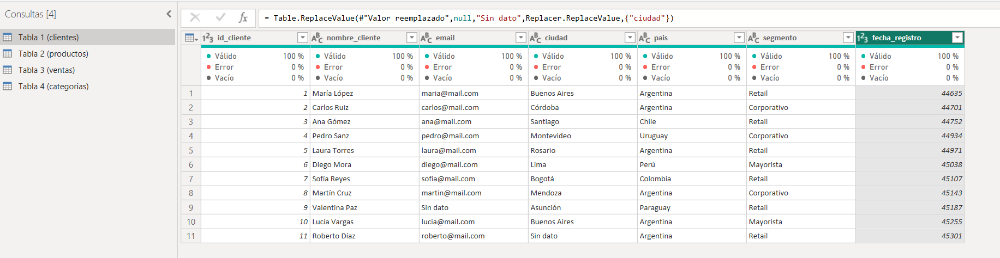 Consultas [4]
= Table.ReplaceValue(#"Valor reemplazado",null,"Sin dato",Replacer.ReplaceValue,{"ciudad"})
Tabla 1 (clientes)
Tabla 2 (productos)
Tabla 3 (ventas)
Tabla 4 (categorias)
id_cliente nombre_cliente email ciudad pais segmento fecha_registro
Válido 100 % Válido 100 % Válido 100 % Válido 100 % Válido 100 % Válido 100 % Válido 100 %
Error 0 % Error 0 % Error 0 % Error 0 % Error 0 % Error 0 % Error 0 %
Vacío 0 % Vacío 0 % Vacío 0 % Vacío 0 % Vacío 0 % Vacío 0 % Vacío 0 %
1 1 María López maria@mail.com Buenos Aires Argentina Retail 44635
2 2 Carlos Ruiz carlos@mail.com Córdoba Argentina Corporativo 44701
3 3 Ana Gómez ana@mail.com Santiago Chile Retail 44752
4 4 Pedro Sanz pedro@mail.com Montevideo Uruguay Corporativo 44934
5 5 Laura Torres laura@mail.com Rosario Argentina Retail 44971
6 6 Diego Mora diego@mail.com Lima Perú Mayorista 45038
7 7 Sofía Reyes sofia@mail.com Bogotá Colombia Retail 45107
8 8 Martín Cruz martin@mail.com Mendoza Argentina Corporativo 45143
9 9 Valentina Paz Sin dato Asunción Paraguay Retail 45187
10 10 Lucía Vargas lucia@mail.com Buenos Aires Argentina Mayorista 45255
11 11 Roberto Díaz roberto@mail.com Sin dato Argentina Retail 45301